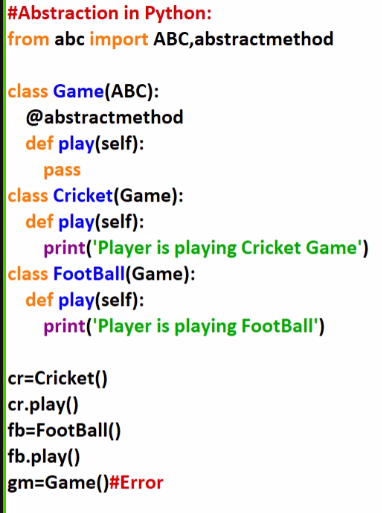 #Abstraction in Python:
from abc import ABC,abstractmethod
class Game(ABC):
@abstractmethod
def play(self):
pass
class Cricket(Game):
def play(self):
print('Player is playing Cricket Game')
class FootBall(Game):
def play(self):
print('Player is playing FootBall')
cr=Cricket()
cr.play()
fb=FootBall()
fb.play()
gm=Game()#Error